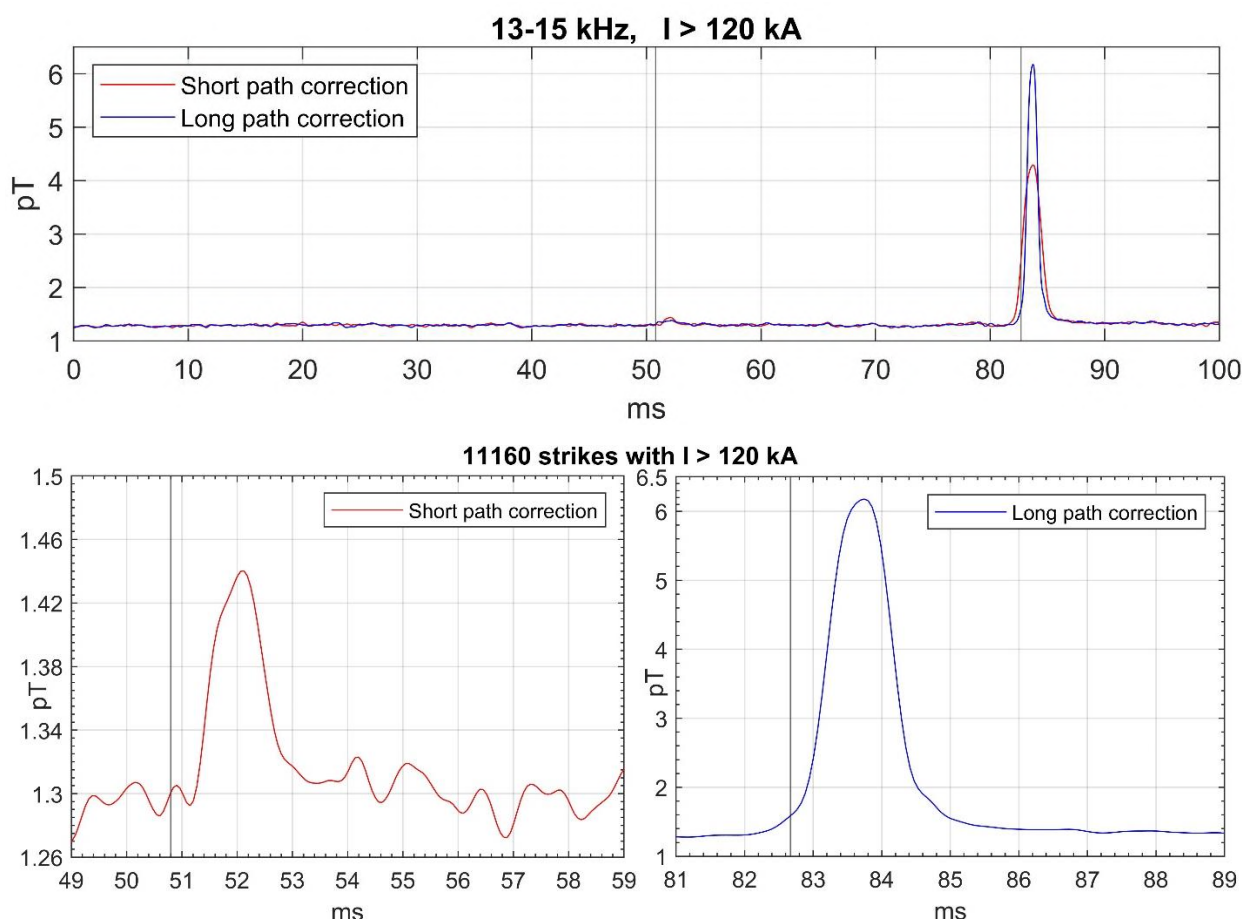 13-15 kHz, I > 120 kA
Short path correction
Long path correction
6
5
4
3
2
1
pT
0 10 20 30 40 50 60 70 80 90 100
ms
11160 strikes with I > 120 kA
Short path correction
1.5
1.46
1.42
1.38
1.34
1.3
1.26
pT
49 50 51 52 53 54 55 56 57 58 59
ms
Long path correction
6.5
6
5
4
3
2
1
pT
81 82 83 84 85 86 87 88 89
ms